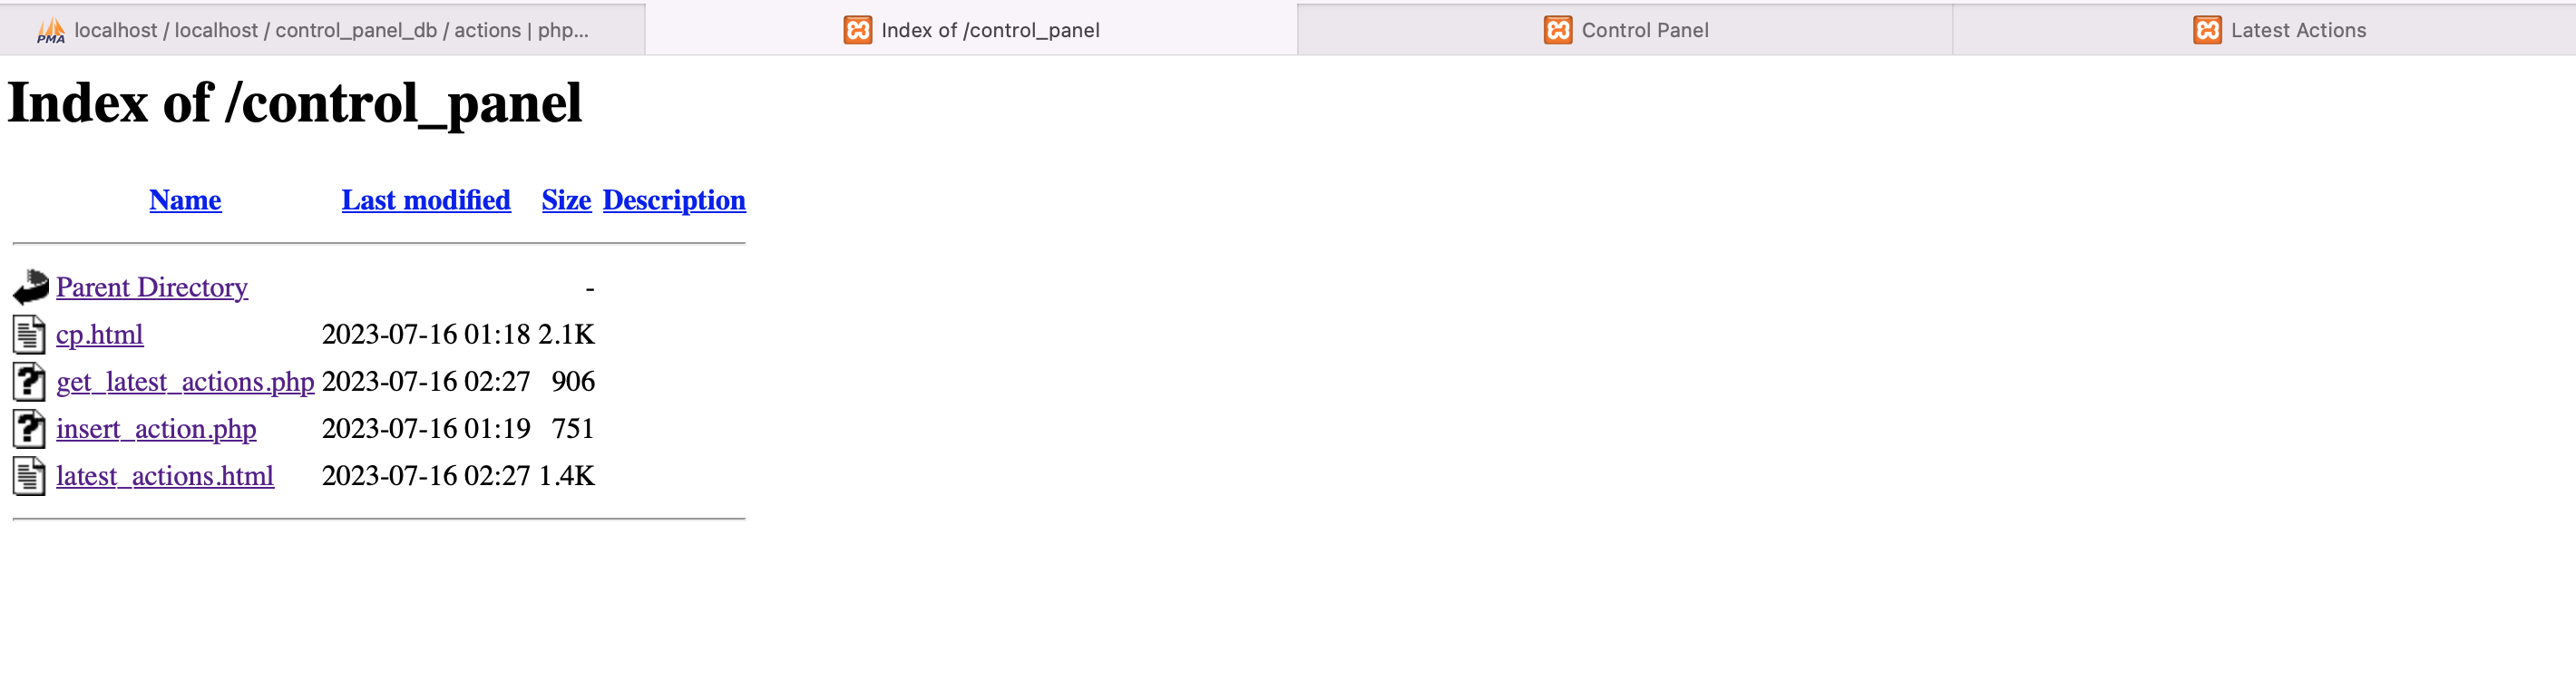 PMA localhost / localhost / control_panel_db / actions | php... Index of /control_panel Control Panel Latest Actions
Index of /control_panel
Name Last modified Size Description
Parent Directory -
cp.html 2023-07-16 01:18 2.1K
get_latest_actions.php 2023-07-16 02:27 906
insert_action.php 2023-07-16 01:19 751
latest_actions.html 2023-07-16 02:27 1.4K